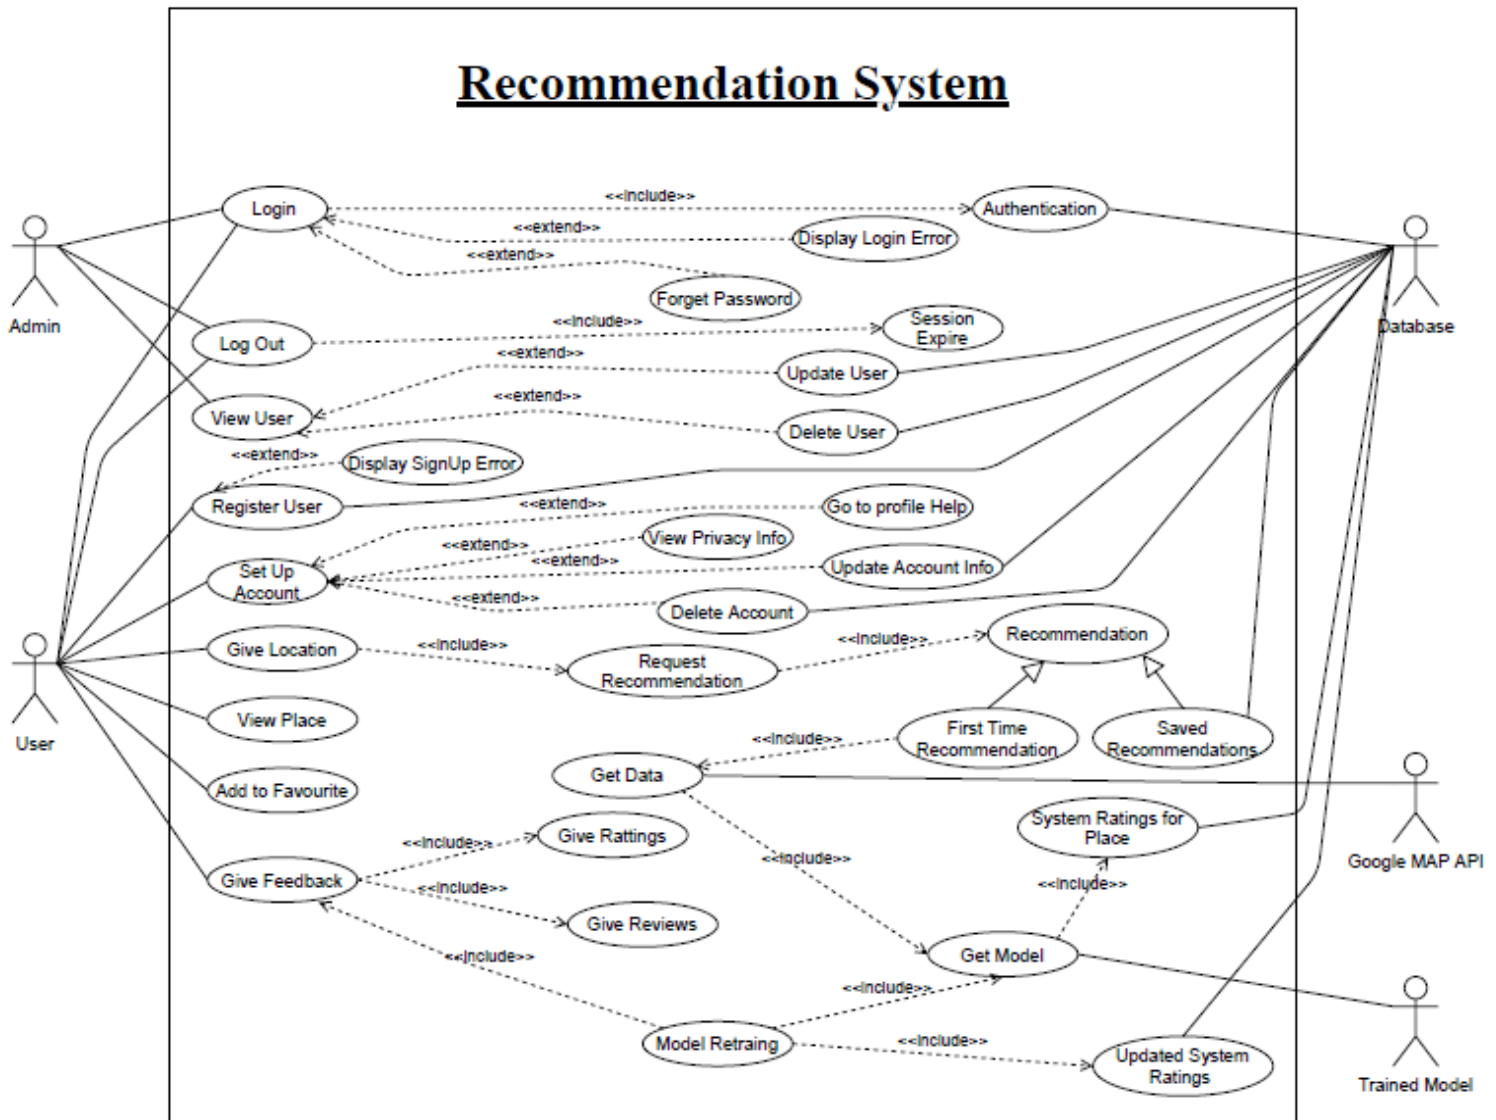 Recommendation System
Login
<<include>>
Authentication
<<extend>>
Display Login Error
<<extend>>
Forget Password
Admin
Database
Log Out
<<include>>
Session
Expire
<<extend>>
Update User
View User
<<extend>>
Delete User
<<extend>>
Display SignUp Error
Register User
<<extend>>
Go to profile Help
<<extend>>
View Privacy Info
Set Up
Account
<<extend>>
Update Account Info
<<extend>>
Delete Account
Give Location
<<include>>
Request
Recommendation
<<include>>
Recommendation
User
View Place
First Time
Recommendation
Saved
Recommendations
<<include>>
Get Data
Add to Favourite
System Ratings for
Place
Google MAP API
<<include>>
Give Rattings
<<include>>
<<include>>
Give Feedback
<<include>>
Give Reviews
<<include>>
Get Model
<<include>>
<<include>>
Model Retraing
<<include>>
Updated System
Ratings
Trained Model